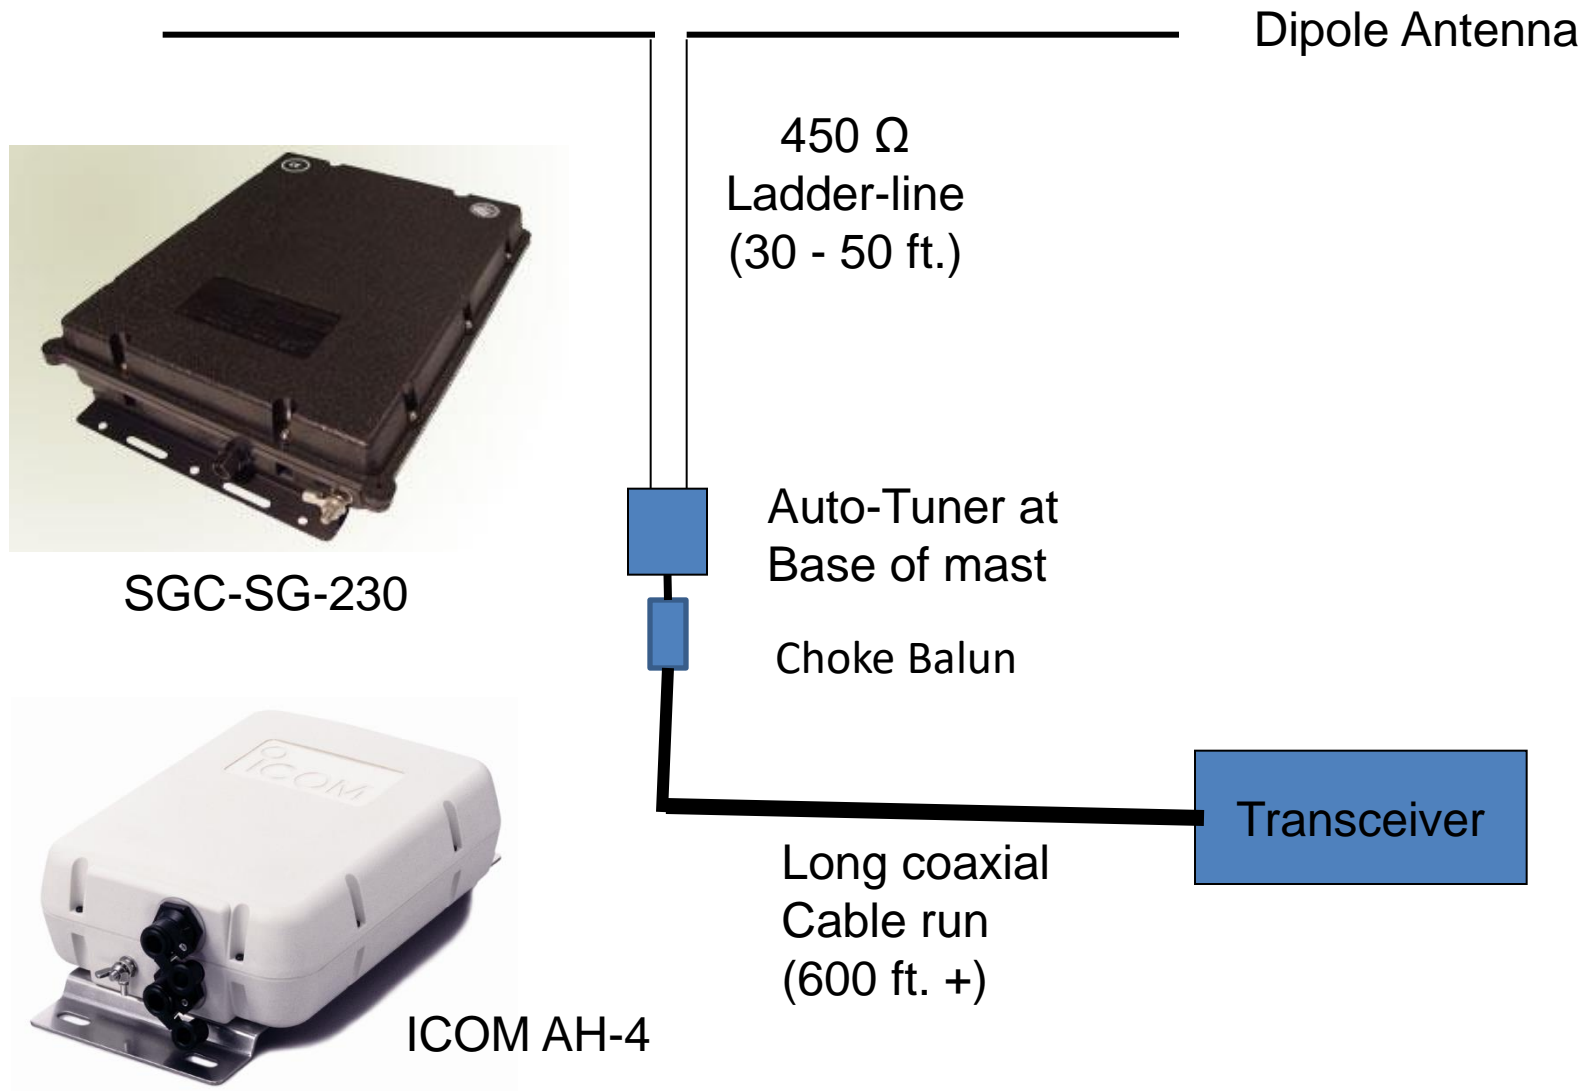 Dipole Antenna
450 Ω
Ladder-line
(30 - 50 ft.)
SGC-SG-230
Auto-Tuner at
Base of mast
Choke Balun
ICOM
Transceiver
Long coaxial
Cable run
(600 ft. +)
ICOM AH-4